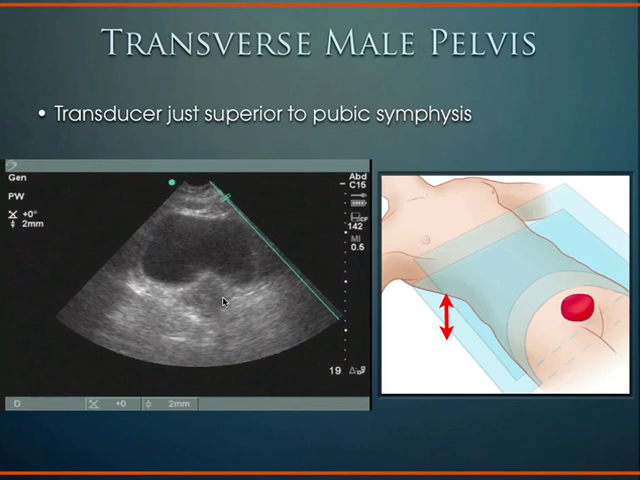 Transverse Male Pelvis
• Transducer just superior to pubic symphysis
Gen
PW
+0°
2mm
Abd
C15
142
MI
0.5
19
D
+0
2mm